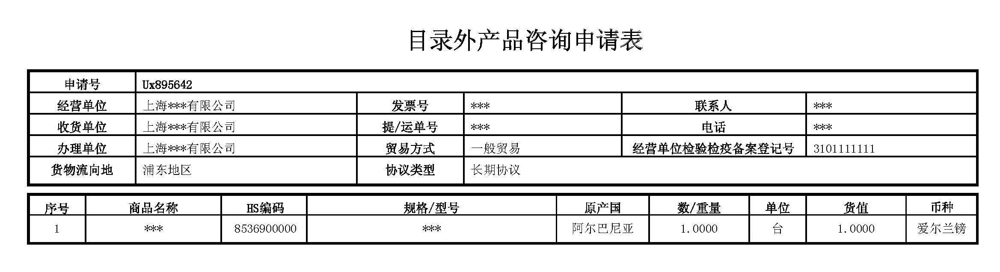 目录外产品咨询申请表
申请号 Ux895642
经营单位 上海***有限公司 发票号 *** 联系人 ***
收货单位 上海***有限公司 提/运单号 *** 电话 ***
办理单位 上海***有限公司 贸易方式 一般贸易 经营单位检验检疫备案登记号 3101111111
货物流向地 浦东地区 协议类型 长期协议
序号 商品名称 HS编码 规格/型号 原产国 数/重量 单位 货值 币种
1 *** 8536900000 *** 阿尔巴尼亚 1.0000 台 1.0000 爱尔兰镑